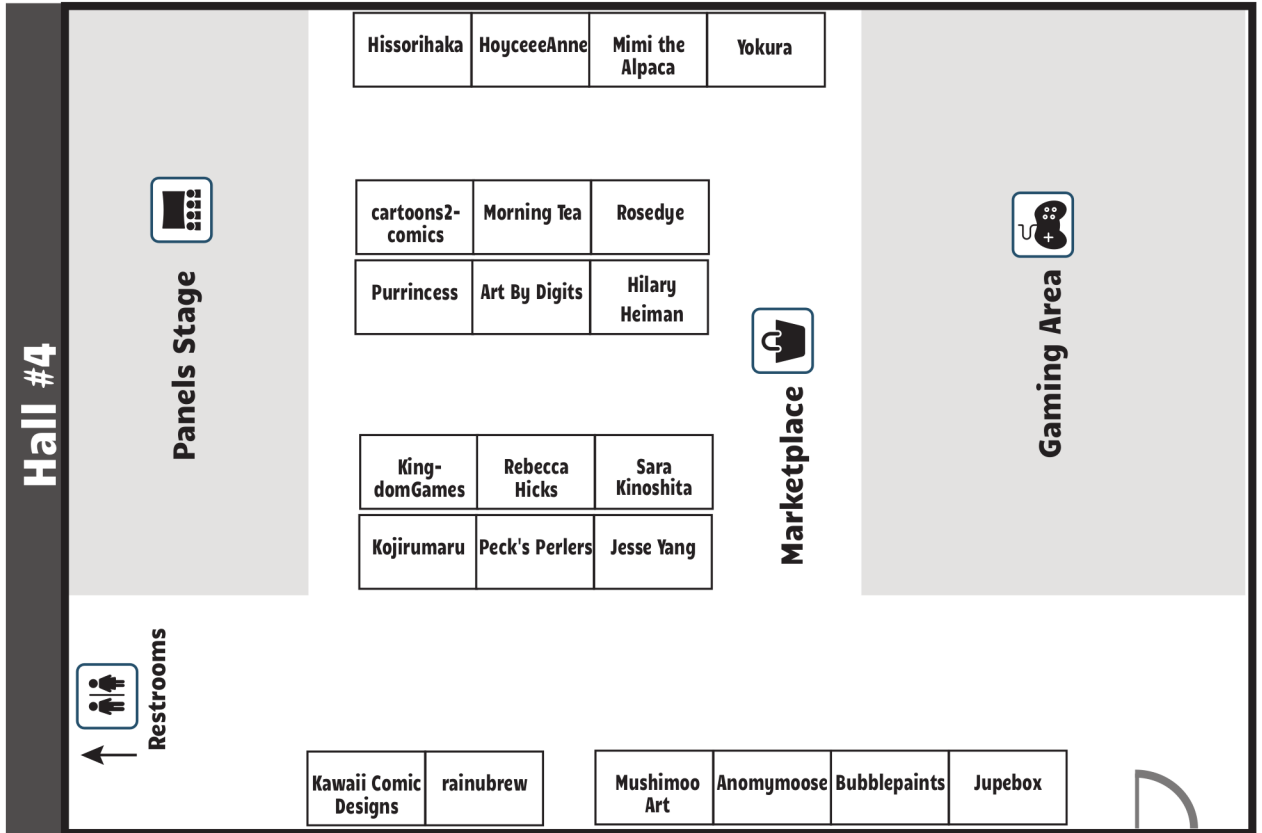 Hall #4
Panels Stage
Restrooms
Hissorihaka
HoyceeeAnne
Mimi the
Alpaca
Yokura
cartoons2-
comics
Morning Tea
Rosedye
Purrincess
Art By Digits
Hilary
Heiman
King-
domGames
Rebecca
Hicks
Sara
Kinoshita
Kojirumaru
Peck's Perlers
Jesse Yang
Marketplace
Gaming Area
Kawaii Comic
Designs
rainubrew
Mushimoo
Art
Anomymoose
Bubblepaints
Jupebox